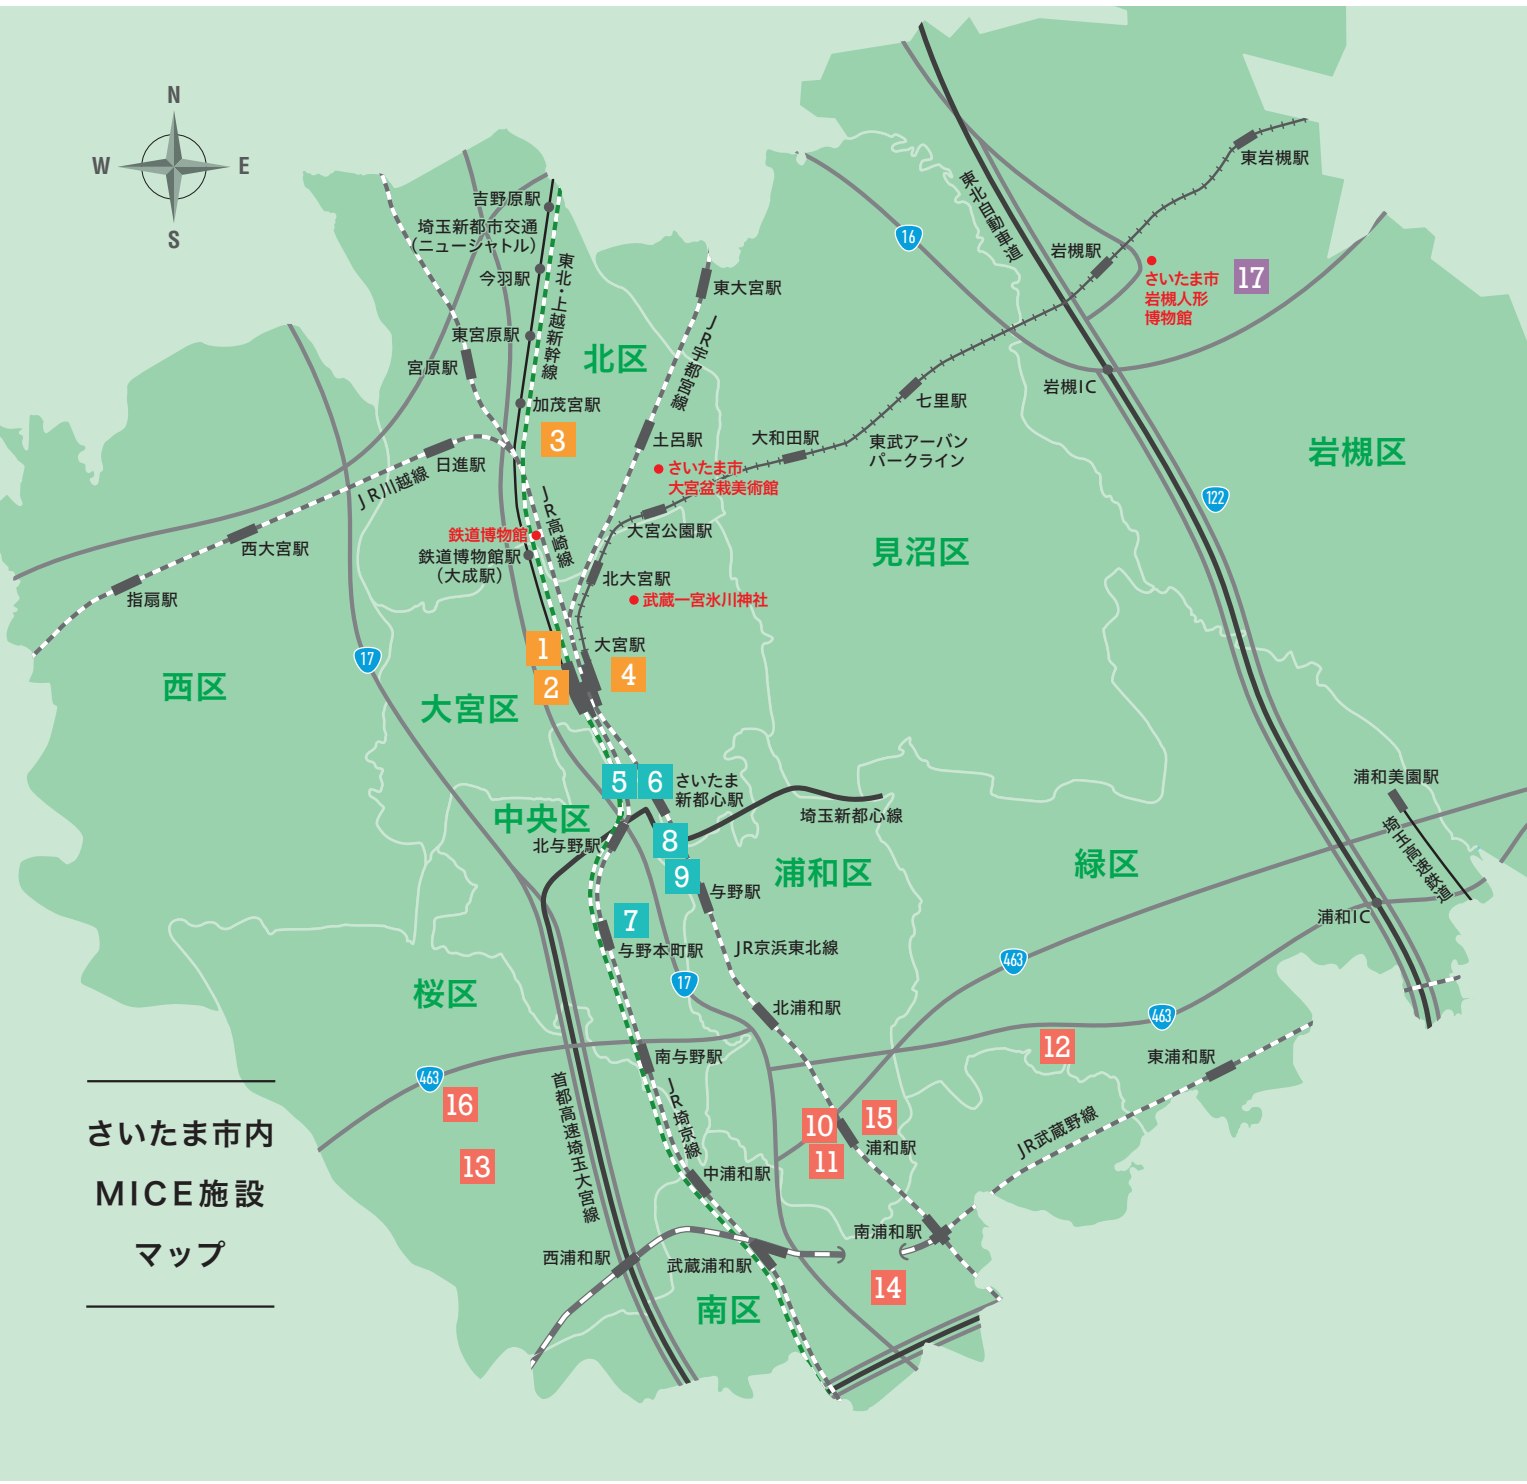 N
W
E
S
吉野原駅
埼玉新都市交通
（ニューシャトル）
今羽駅
東北・上越新幹線
東宮原駅
宮原駅
北区
加茂宮駅
3
東大宮駅
JR宇都宮線
土呂駅
さいたま市
大宮盆栽美術館
大和田駅
東武アーバン
パークライン
七里駅
16
東北自動車道
岩槻駅
東岩槻駅
さいたま市
岩槻人形
博物館
17
岩槻IC
岩槻区
122
日進駅
JR川越線
西大宮駅
指扇駅
鉄道博物館
鉄道博物館駅
（大成駅）
JR高崎線
大宮公園駅
北大宮駅
武蔵一宮氷川神社
見沼区
1
2
大宮駅
4
17
西区
大宮区
5
6
さいたま
新都心駅
中央区
北与野駅
8
9
埼玉新都心線
浦和区
与野駅
7
与野本町駅
JR京浜東北線
緑区
浦和美園駅
埼玉高速鉄道
浦和IC
463
463
桜区
17
北浦和駅
12
東浦和駅
南与野駅
463
16
13
首都高速埼玉大宮線
JR埼京線
10
15
11
浦和駅
JR武蔵野線
中浦和駅
西浦和駅
武蔵浦和駅
南浦和駅
14
南区
さいたま市内
MICE施設
マップ